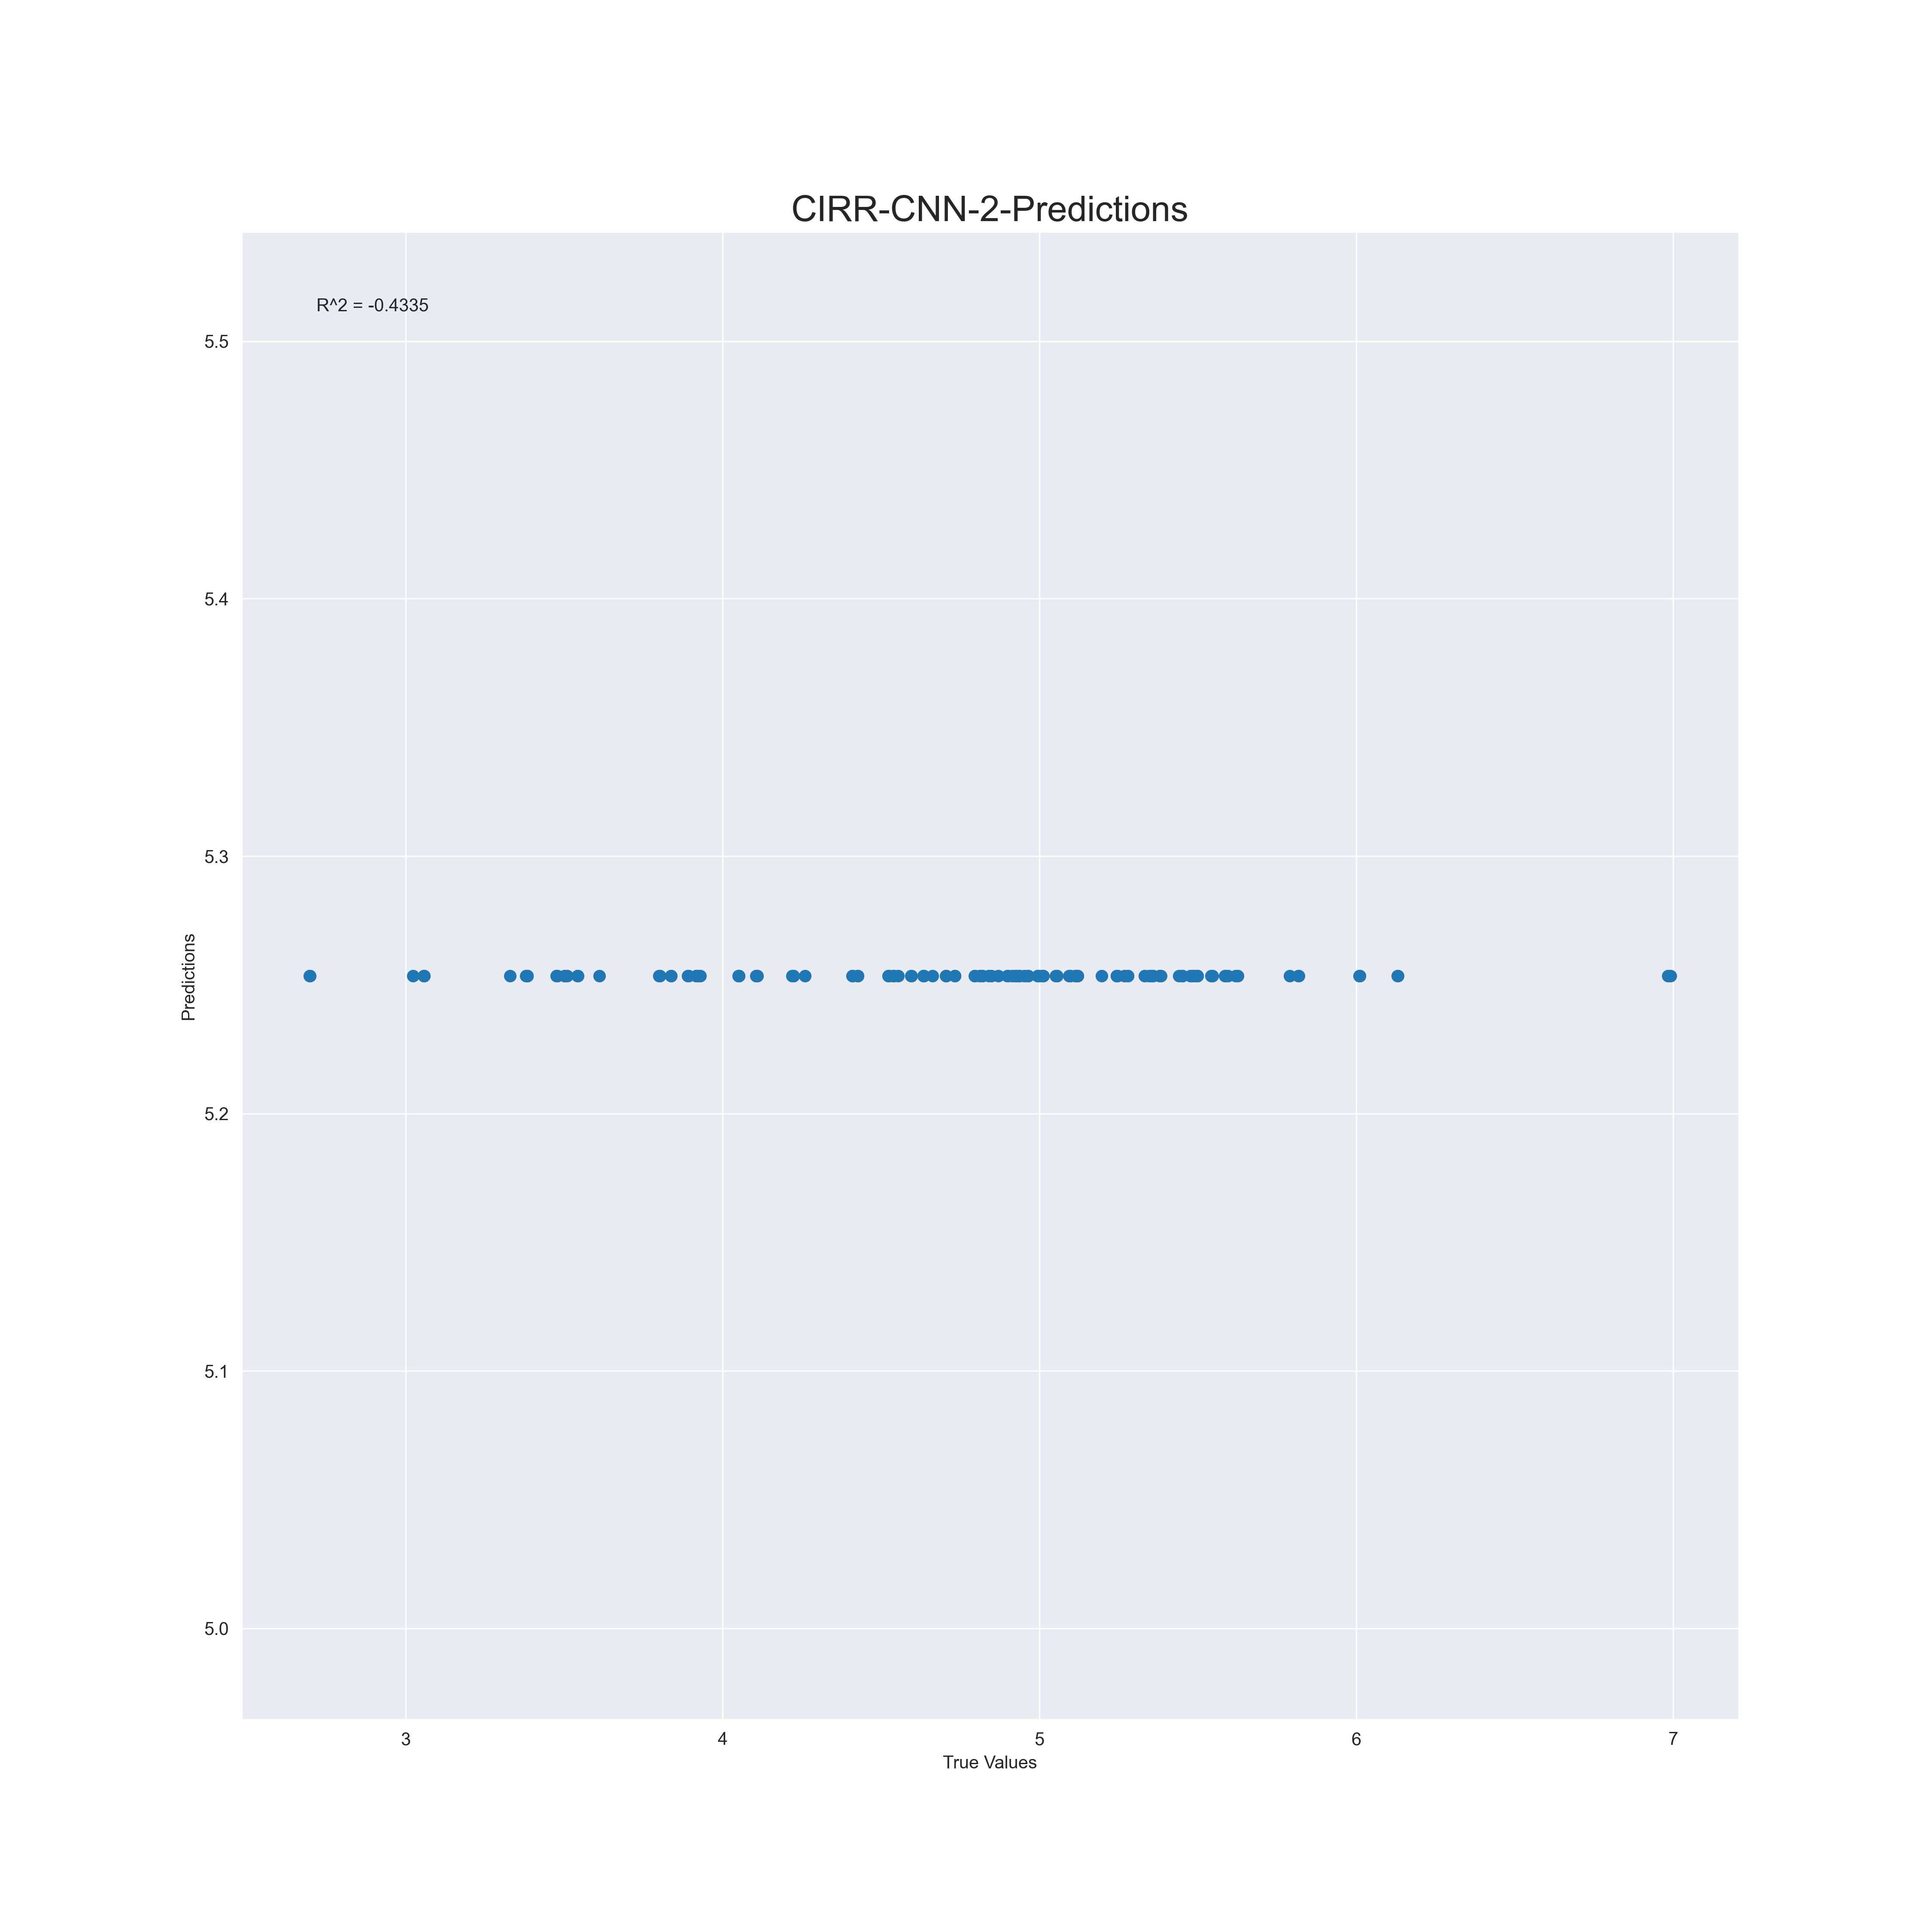 CIRR-CNN-2-Predictions
R^2 = -0.4335
5.5
5.4
5.3
5.2
5.1
5.0
Predictions
3 4 5 6 7
True Values